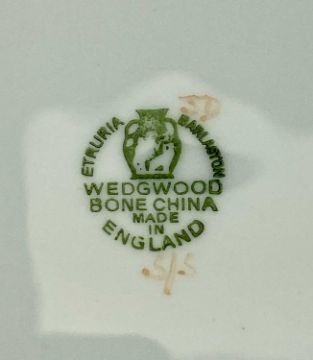 ETRURIA BARLASTON
WEDGWOOD
BONE CHINA
MADE
IN
ENGLAND